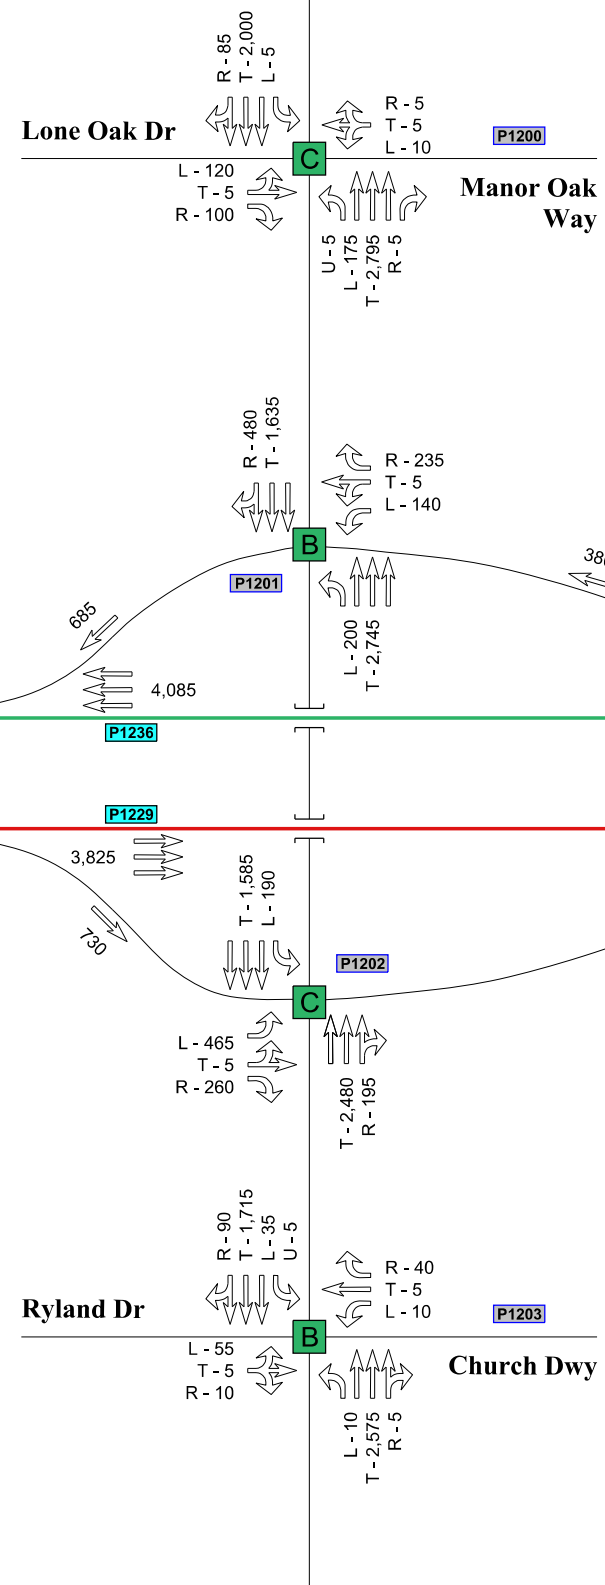 R - 85
T - 2,000
L - 5
R - 5
T - 5
L - 10
Lone Oak Dr
P1200
C
L - 120
T - 5
R - 100
Manor Oak
Way
U - 5
L - 175
T - 2,795
R - 5
R - 480
T - 1,635
R - 235
T - 5
L - 140
B
P1201
685
L - 200
T - 2,745
4,085
P1236
P1229
3,825
730
T - 1,585
L - 190
P1202
C
L - 465
T - 5
R - 260
T - 2,480
R - 195
R - 90
T - 1,715
L - 35
U - 5
R - 40
T - 5
L - 10
Ryland Dr
P1203
B
L - 55
T - 5
R - 10
Church Dwy
L - 10
T - 2,575
R - 5